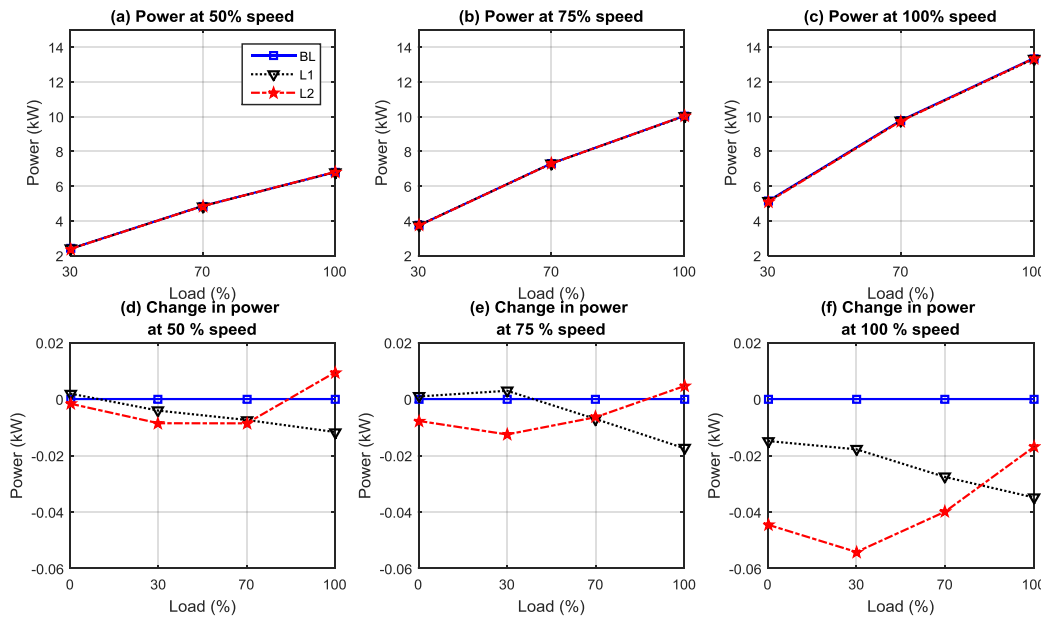 (a) Power at 50% speed
Power (kW)
14
12
10
8
6
4
2
30
70
100
Load (%)
BL
L1
L2
(b) Power at 75% speed
Power (kW)
14
12
10
8
6
4
2
30
70
100
Load (%)
(c) Power at 100% speed
Power (kW)
14
12
10
8
6
4
2
30
70
100
Load (%)
(d) Change in power
at 50 % speed
Power (kW)
0.02
0
-0.02
-0.04
-0.06
0
30
70
100
Load (%)
(e) Change in power
at 75 % speed
Power (kW)
0.02
0
-0.02
-0.04
-0.06
0
30
70
100
Load (%)
(f) Change in power
at 100 % speed
Power (kW)
0.02
0
-0.02
-0.04
-0.06
0
30
70
100
Load (%)